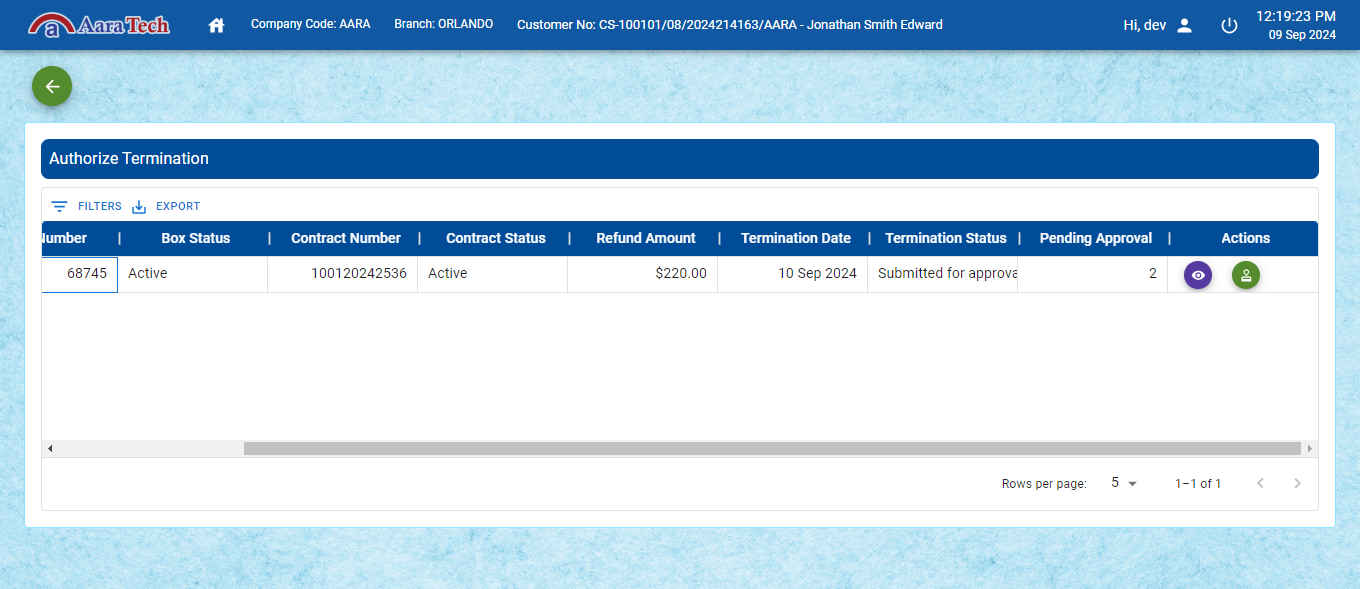 AaraTech
Company Code: AARA
Branch: ORLANDO
Customer No: CS-100101/08/2024214163/AARA - Jonathan Smith Edward
Hi, dev
12:19:23 PM
09 Sep 2024
Authorize Termination
FILTERS
EXPORT
Number | Box Status | Contract Number | Contract Status | Refund Amount | Termination Date | Termination Status | Pending Approval | Actions
68745 Active 100120242536 Active $220.00 10 Sep 2024 Submitted for approva 2
Rows per page: 5 1–1 of 1